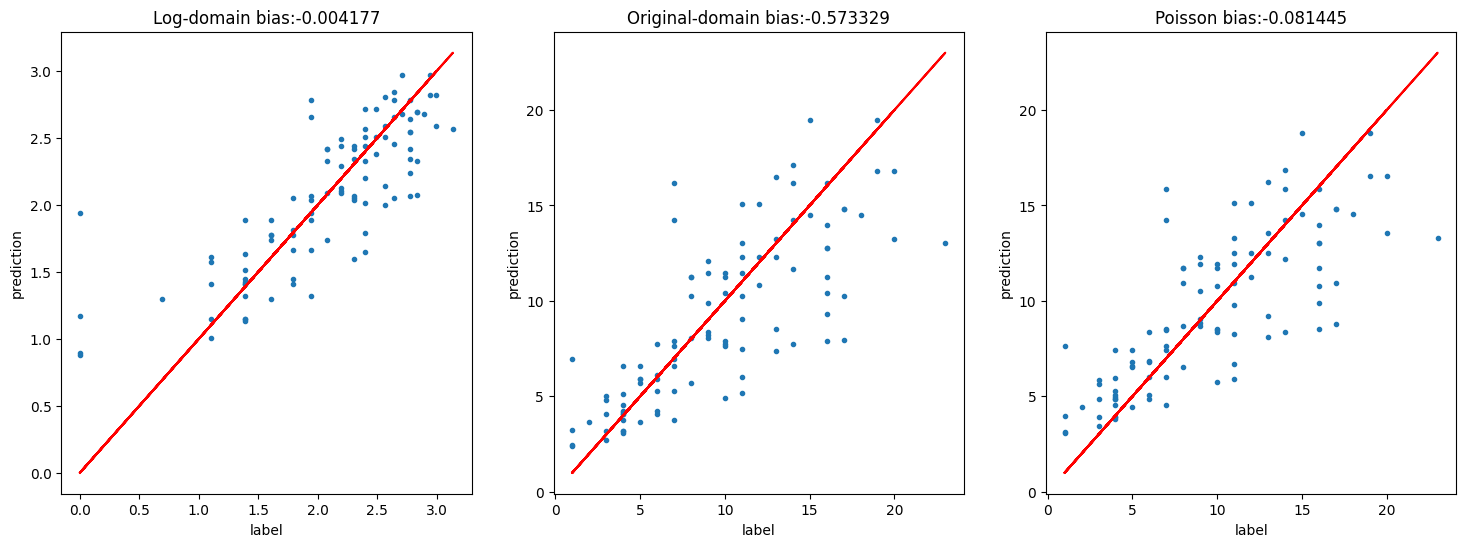 Log-domain bias:-0.004177
3.0
2.5
2.0
1.5
1.0
0.5
0.0
prediction
0.0 0.5 1.0 1.5 2.0 2.5 3.0
label
Original-domain bias:-0.573329
20
15
10
5
0
prediction
0 5 10 15 20
label
Poisson bias:-0.081445
20
15
10
5
0
prediction
0 5 10 15 20
label